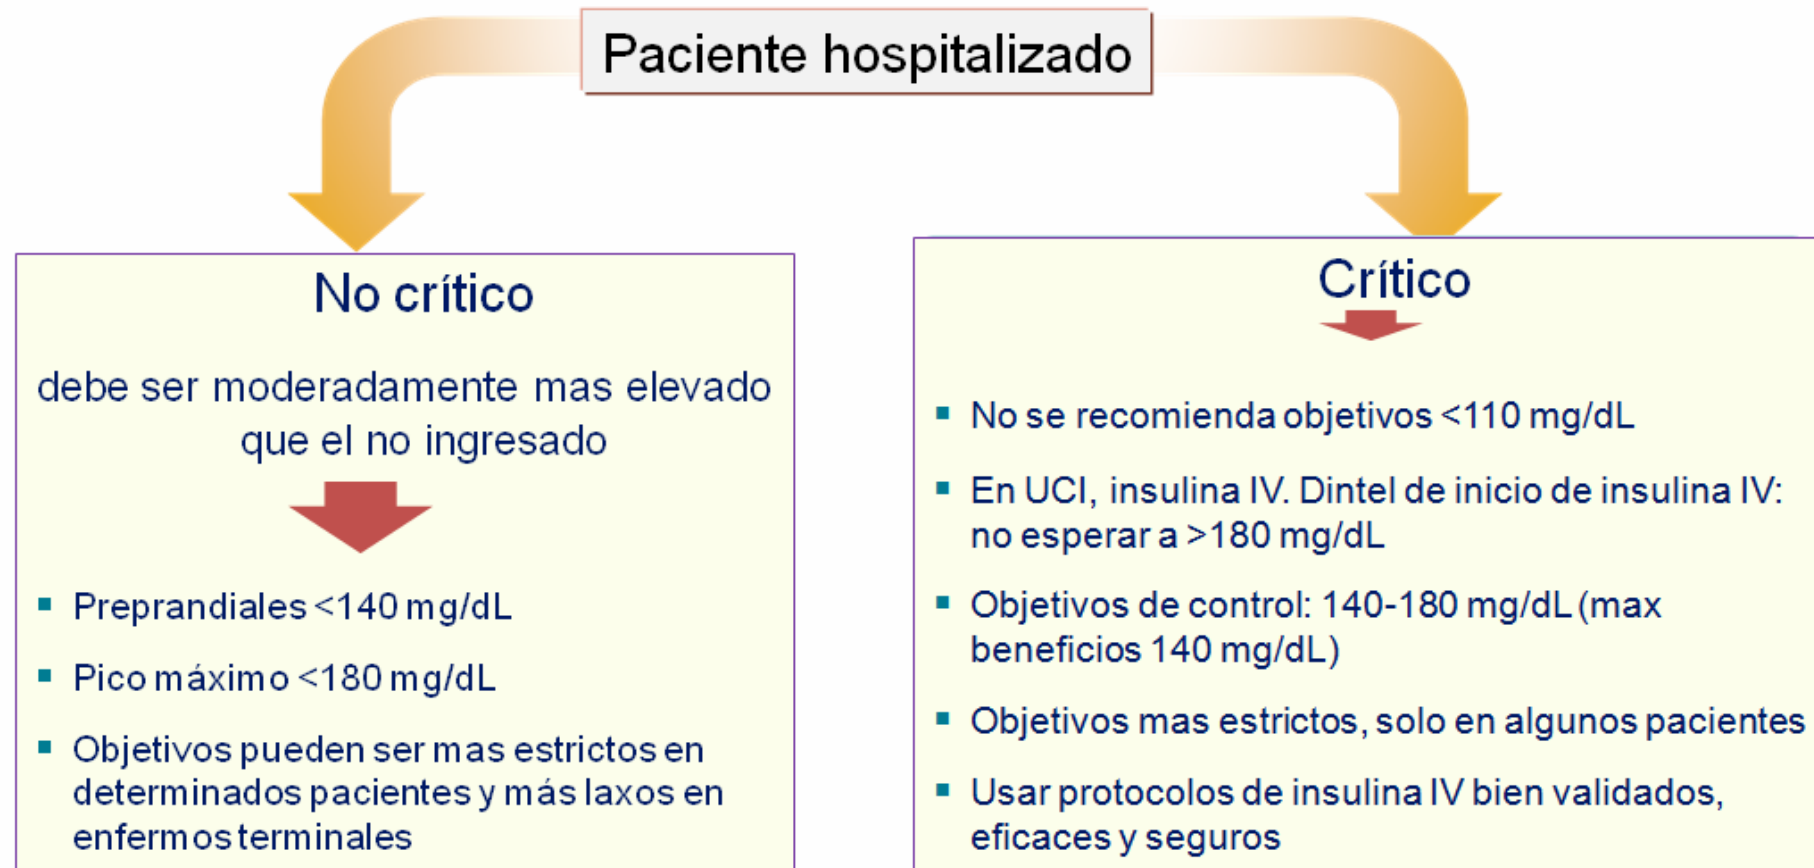 Paciente hospitalizado
No crítico
debe ser moderadamente mas elevado
que el no ingresado
▪ Preprandiales <140 mg/dL
▪ Pico máximo <180 mg/dL
▪ Objetivos pueden ser mas estrictos en
determinados pacientes y más laxos en
enfermos terminales
Crítico
▪ No se recomienda objetivos <110 mg/dL
▪ En UCI, insulina IV. Dintel de inicio de insulina IV:
no esperar a >180 mg/dL
▪ Objetivos de control: 140-180 mg/dL (max
beneficios 140 mg/dL)
▪ Objetivos mas estrictos, solo en algunos pacientes
▪ Usar protocolos de insulina IV bien validados,
eficaces y seguros